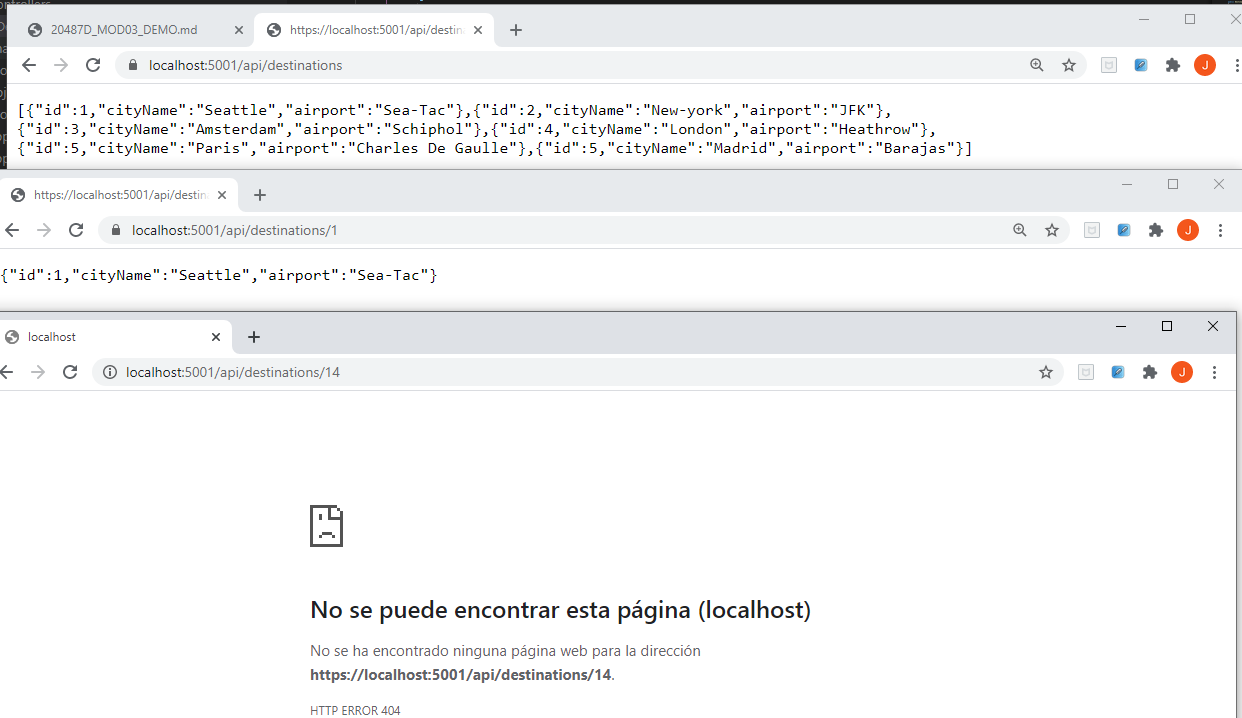 20487D_MOD03_DEMO.md https://localhost:5001/api/destin
localhost:5001/api/destinations J
[{"id":1,"cityName":"Seattle","airport":"Sea-Tac"},{"id":2,"cityName":"New-york","airport":"JFK"},
{"id":3,"cityName":"Amsterdam","airport":"Schiphol"},{"id":4,"cityName":"London","airport":"Heathrow"},
{"id":5,"cityName":"Paris","airport":"Charles De Gaulle"},{"id":5,"cityName":"Madrid","airport":"Barajas"}]
https://localhost:5001/api/destin
localhost:5001/api/destinations/1 J
{"id":1,"cityName":"Seattle","airport":"Sea-Tac"}
localhost
localhost:5001/api/destinations/14 J
No se puede encontrar esta página (localhost)
No se ha encontrado ninguna página web para la dirección
https://localhost:5001/api/destinations/14.
HTTP ERROR 404